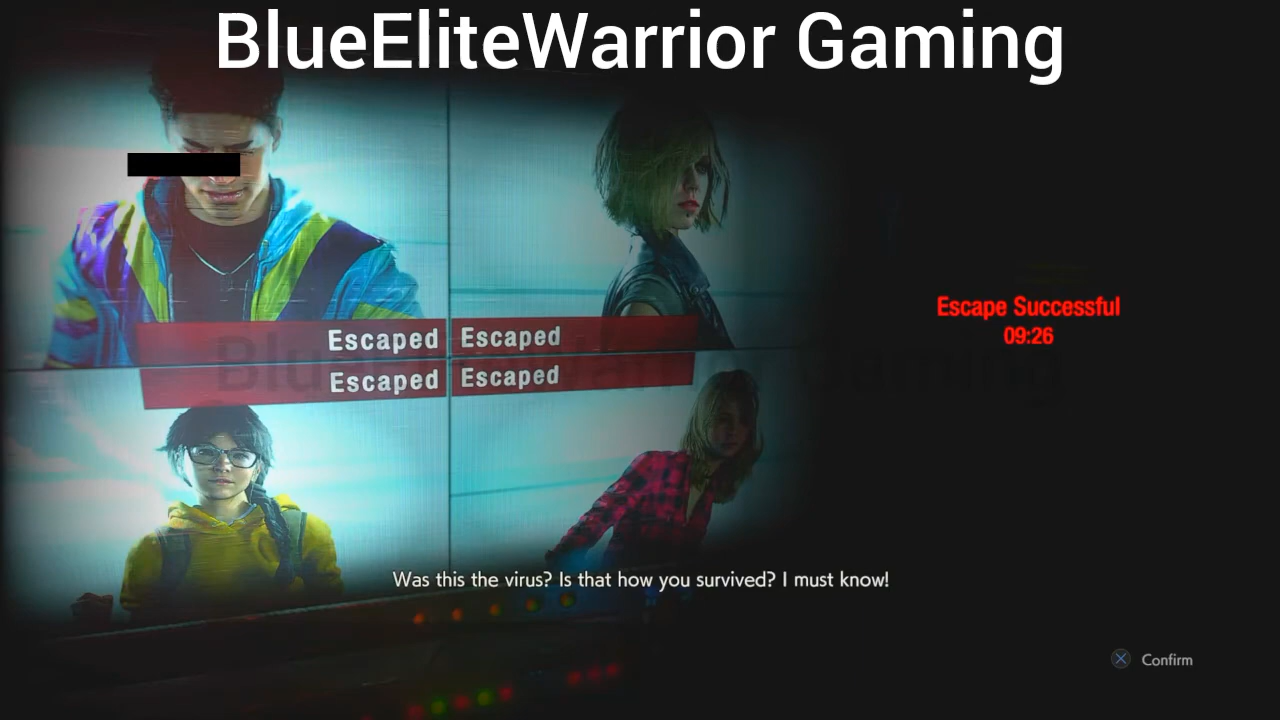 BlueEliteWarrior Gaming
Escaped
Escaped
Escaped
Escaped
Escape Successful
09:26
Was this the virus? Is that how you survived? I must know!
Confirm